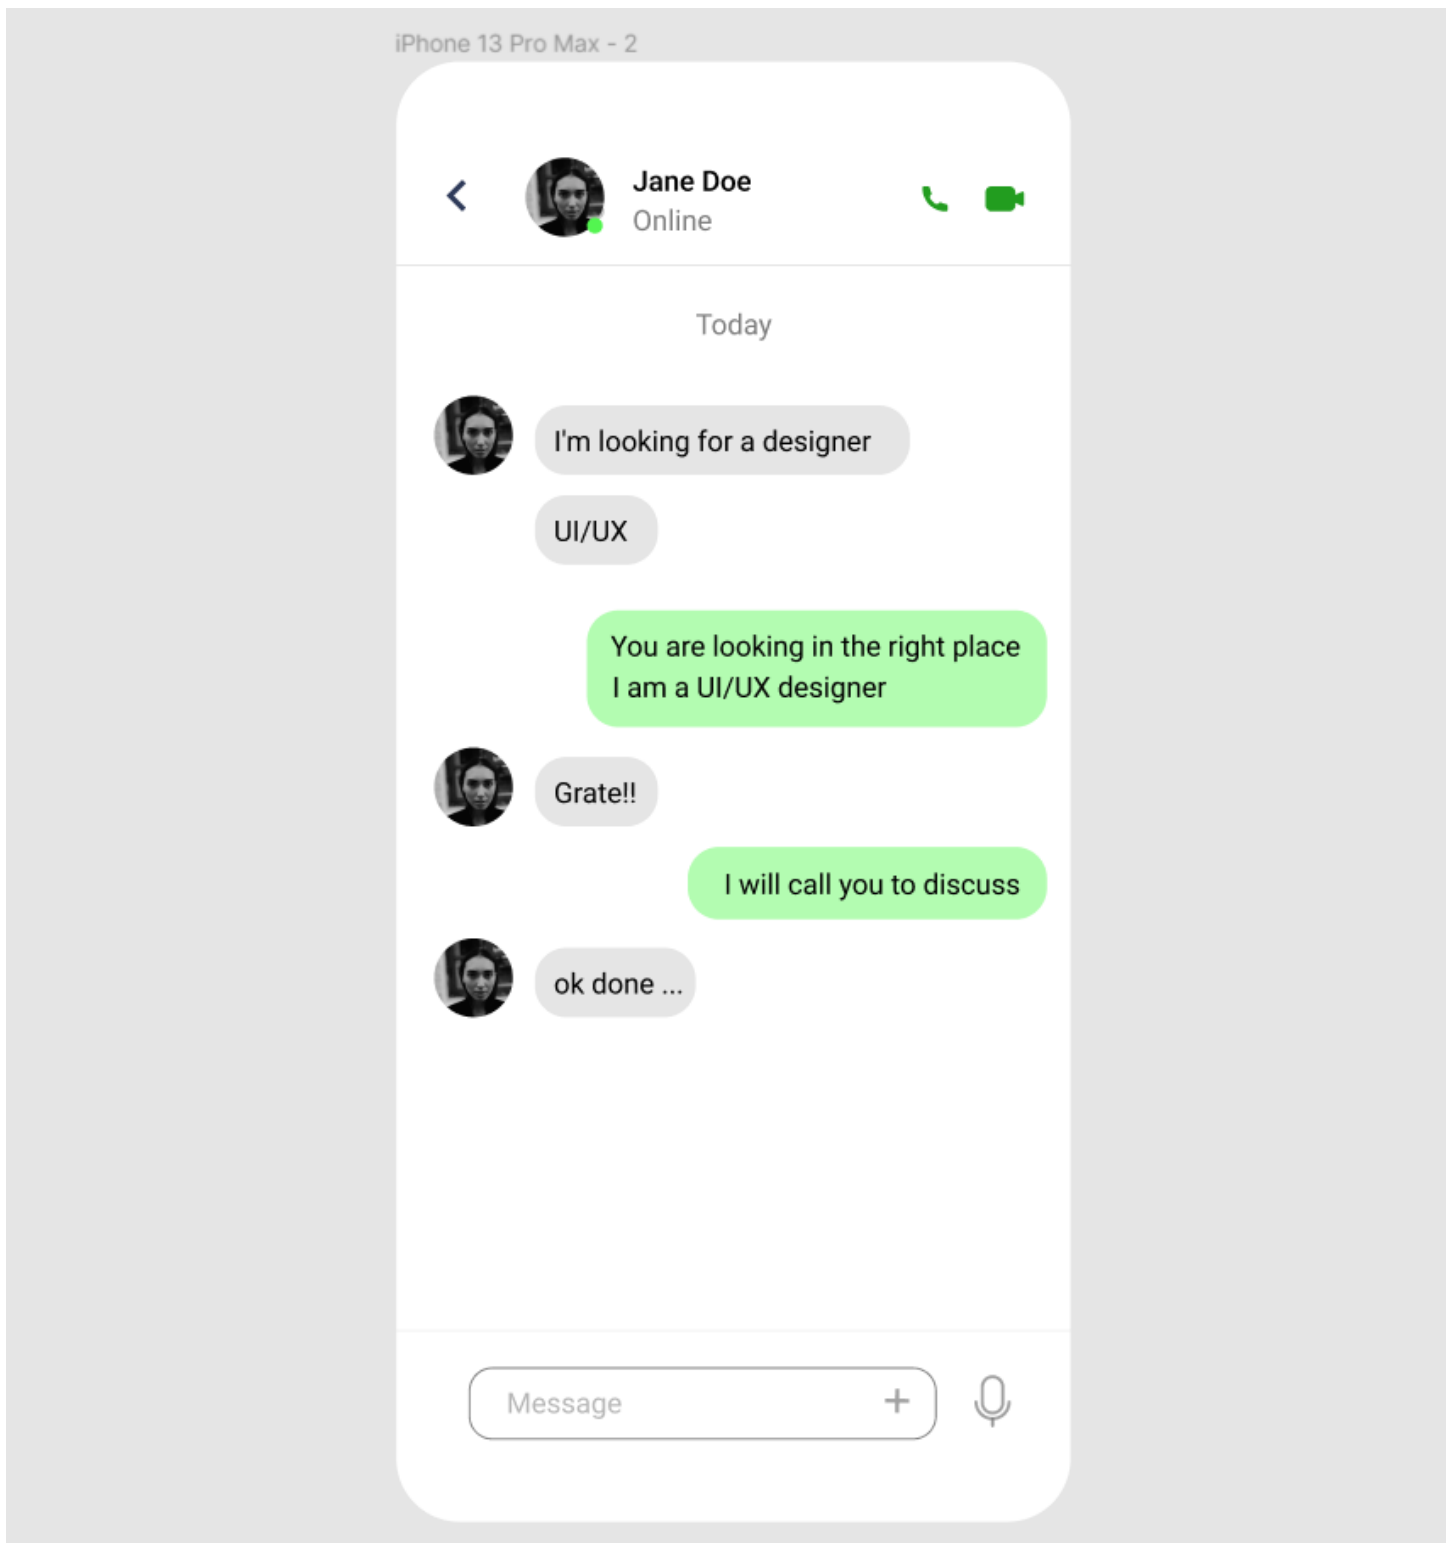 iPhone 13 Pro Max - 2
Jane Doe
Online
Today
I'm looking for a designer
UI/UX
You are looking in the right place
I am a UI/UX designer
Grate!!
I will call you to discuss
ok done ...
Message